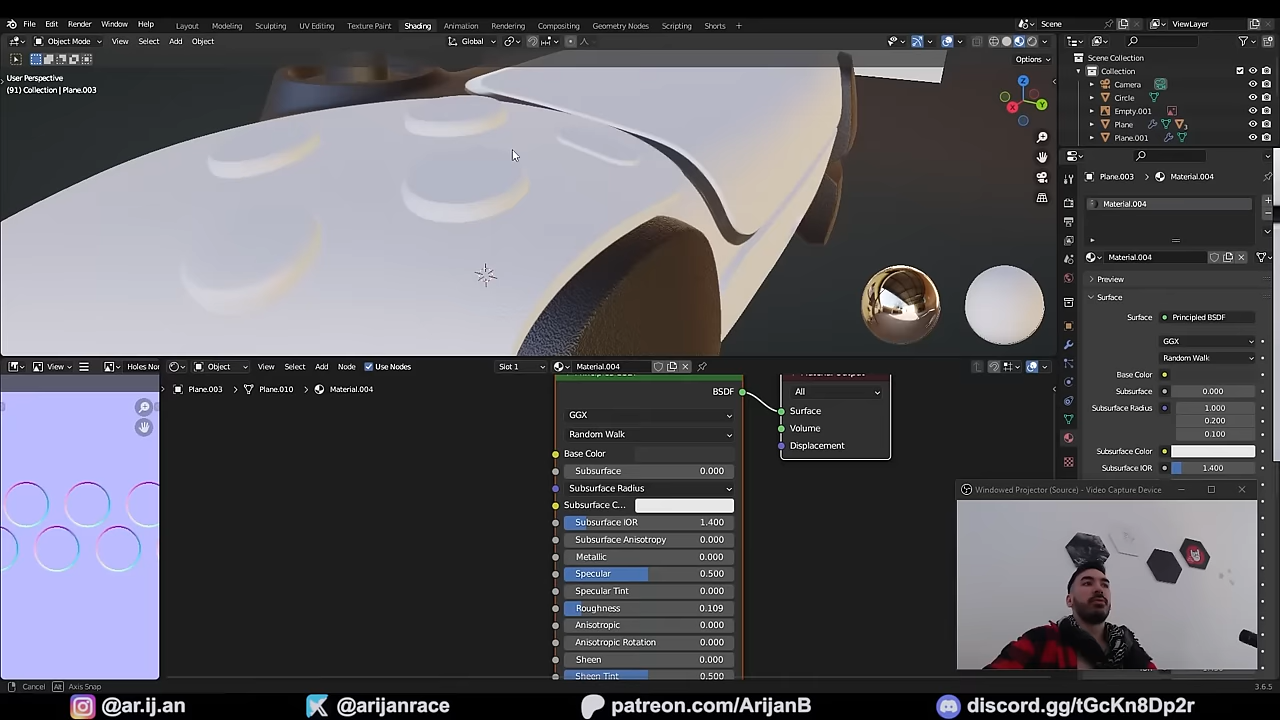 File Edit Render Window Help Layout Modeling Sculpting UV Editing Texture Paint Shading Animation Rendering Compositing Geometry Nodes Scripting Shorts + Scene ViewLayer
Object Mode View Select Add Object Global
Options
User Perspective
(91) Collection | Plane.003
Scene Collection
Collection
Camera
Circle
Empty.001
Plane
Plane.001
X
Y
Z
Plane.003 Material.004
Material.004
Material.004
Preview
Surface
Surface Principled BSDF
GGX
Random Walk
Base Color
Subsurface 0.000
Subsurface Radius 1.000
0.200
0.100
Subsurface Color
Subsurface IOR 1.400
View Holes Nor
Object View Select Add Node Use Nodes Slot 1 Material.004
Plane.003 Plane.010 Material.004
BSDF
GGX
Random Walk
Base Color
Subsurface 0.000
Subsurface Radius
Subsurface C...
Subsurface IOR 1.400
Subsurface Anisotropy 0.000
Metallic 0.000
Specular 0.500
Specular Tint 0.000
Roughness 0.109
Anisotropic 0.000
Anisotropic Rotation 0.000
Sheen 0.000
Sheen Tint 0.500
All
Surface
Volume
Displacement
Windowed Projector (Source) - Video Capture Device
Cancel Alt Axis Snap
3.6.5
@ar.ij.an @arijanrace patreon.com/ArijanB discord.gg/tGcKn8Dp2r